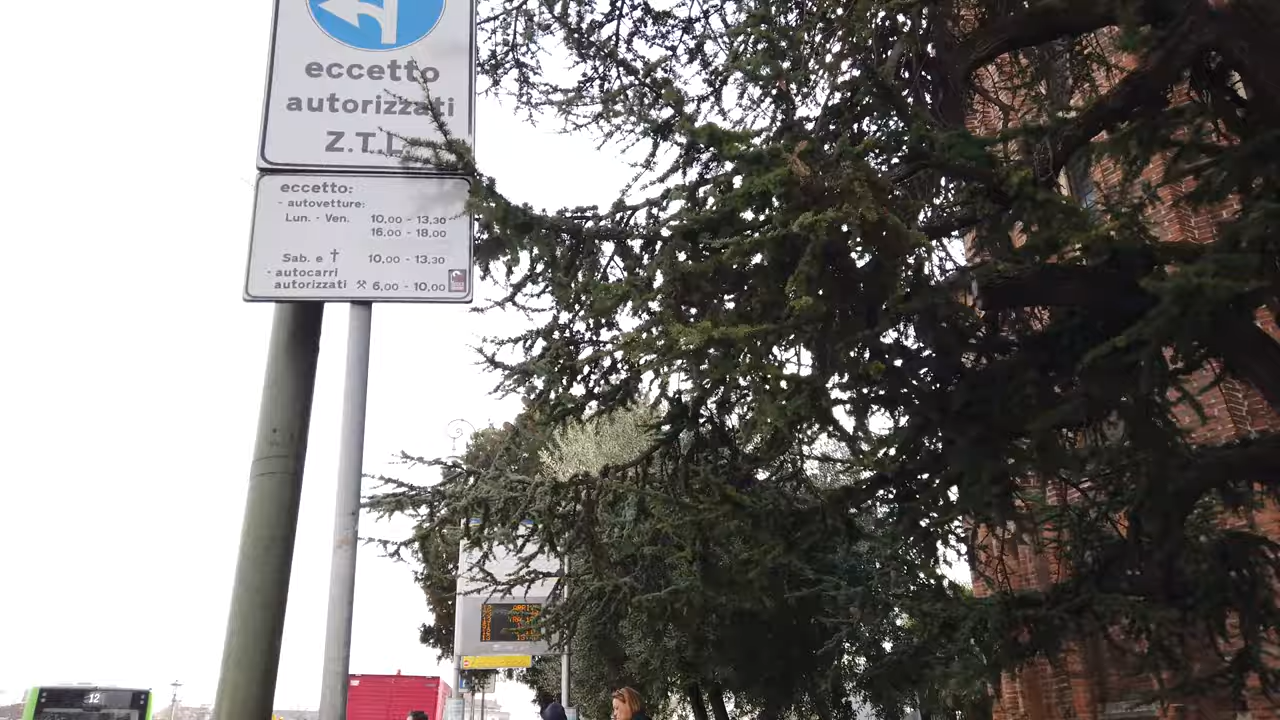 eccetto
autorizzati
Z.T.L.
eccetto:
- autovetture:
Lun. - Ven. 10,00 - 13,30
16,00 - 18,00
Sab. e † 10,00 - 13,30
- autocarri
autorizzati ⚒ 6,00 - 10,00
12